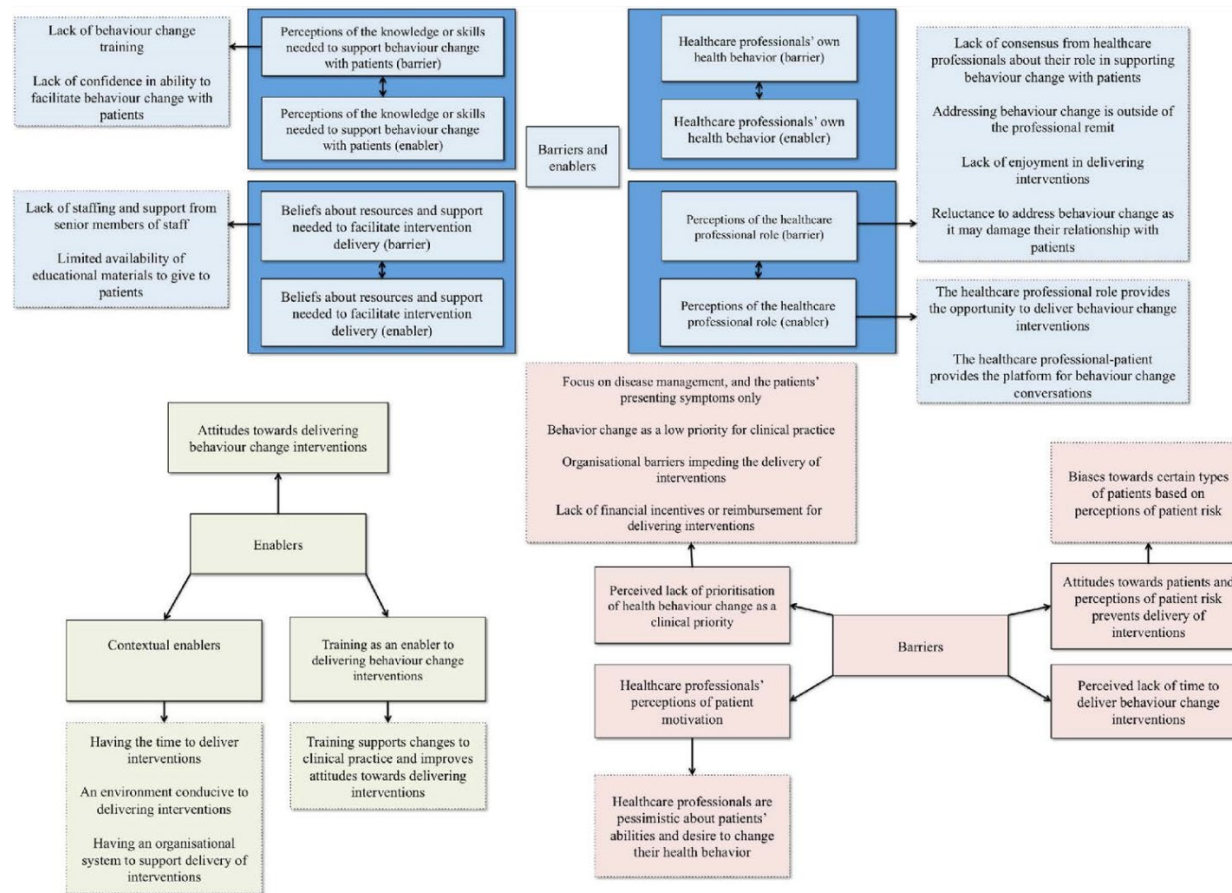 Lack of behaviour change
training
Lack of confidence in ability to
facilitate behaviour change with
patients
Perceptions of the knowledge or skills
needed to support behaviour change
with patients (barrier)
Perceptions of the knowledge or skills
needed to support behaviour change
with patients (enabler)
Barriers and
enablers
Healthcare professionals' own
health behavior (barrier)
Healthcare professionals' own
health behavior (enabler)
Lack of consensus from healthcare
professionals about their role in supporting
behaviour change with patients
Addressing behaviour change is outside of
the professional remit
Lack of enjoyment in delivering
interventions
Reluctance to address behaviour change as
it may damage their relationship with
patients
Lack of staffing and support from
senior members of staff
Limited availability of
educational materials to give to
patients
Beliefs about resources and support
needed to facilitate intervention
delivery (barrier)
Beliefs about resources and support
needed to facilitate intervention
delivery (enabler)
Perceptions of the healthcare
professional role (barrier)
Perceptions of the healthcare
professional role (enabler)
The healthcare professional role provides
the opportunity to deliver behaviour change
interventions
The healthcare professional-patient
provides the platform for behaviour change
conversations
Attitudes towards delivering
behaviour change interventions
Enablers
Contextual enablers
Training as an enabler to
delivering behaviour change
interventions
Having the time to deliver
interventions
An environment conducive to
delivering interventions
Having an organisational
system to support delivery of
interventions
Training supports changes to
clinical practice and improves
attitudes towards delivering
interventions
Focus on disease management, and the patients'
presenting symptoms only
Behavior change as a low priority for clinical practice
Organisational barriers impeding the delivery of
interventions
Lack of financial incentives or reimbursement for
delivering interventions
Biases towards certain types
of patients based on
perceptions of patient risk
Perceived lack of prioritisation
of health behaviour change as a
clinical priority
Barriers
Attitudes towards patients and
perceptions of patient risk
prevents delivery of
interventions
Healthcare professionals'
perceptions of patient
motivation
Perceived lack of time to
deliver behaviour change
interventions
Healthcare professionals are
pessimistic about patients'
abilities and desire to change
their health behavior